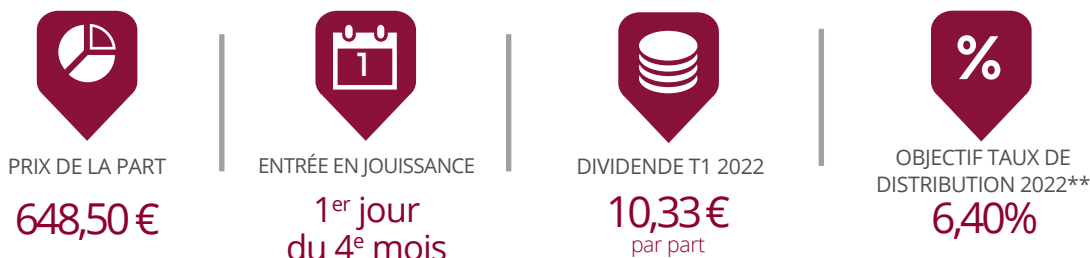 1
%
PRIX DE LA PART
648,50 €
ENTRÉE EN JOUISSANCE
1er jour
du 4e mois
DIVIDENDE T1 2022
10,33 €
par part
OBJECTIF TAUX DE
DISTRIBUTION 2022**
6,40%